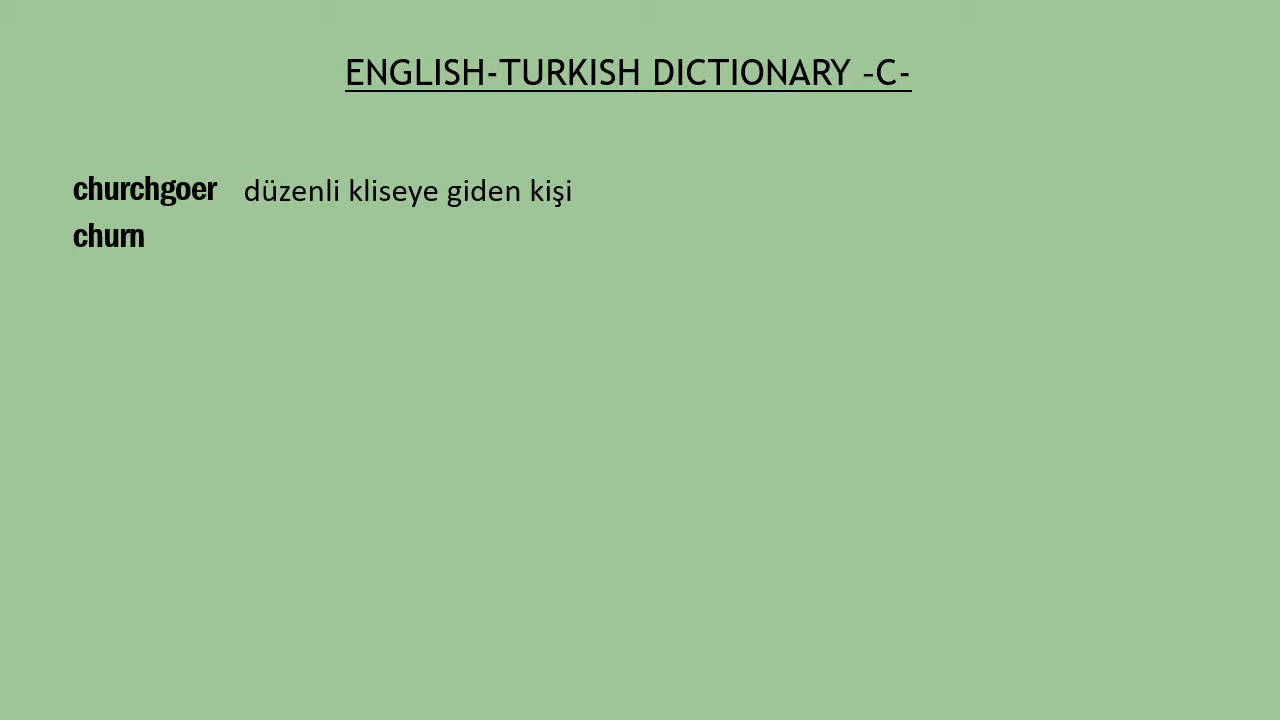 ENGLISH-TURKISH DICTIONARY –C-
churchgoer düzenli kliseye giden kişi
churn